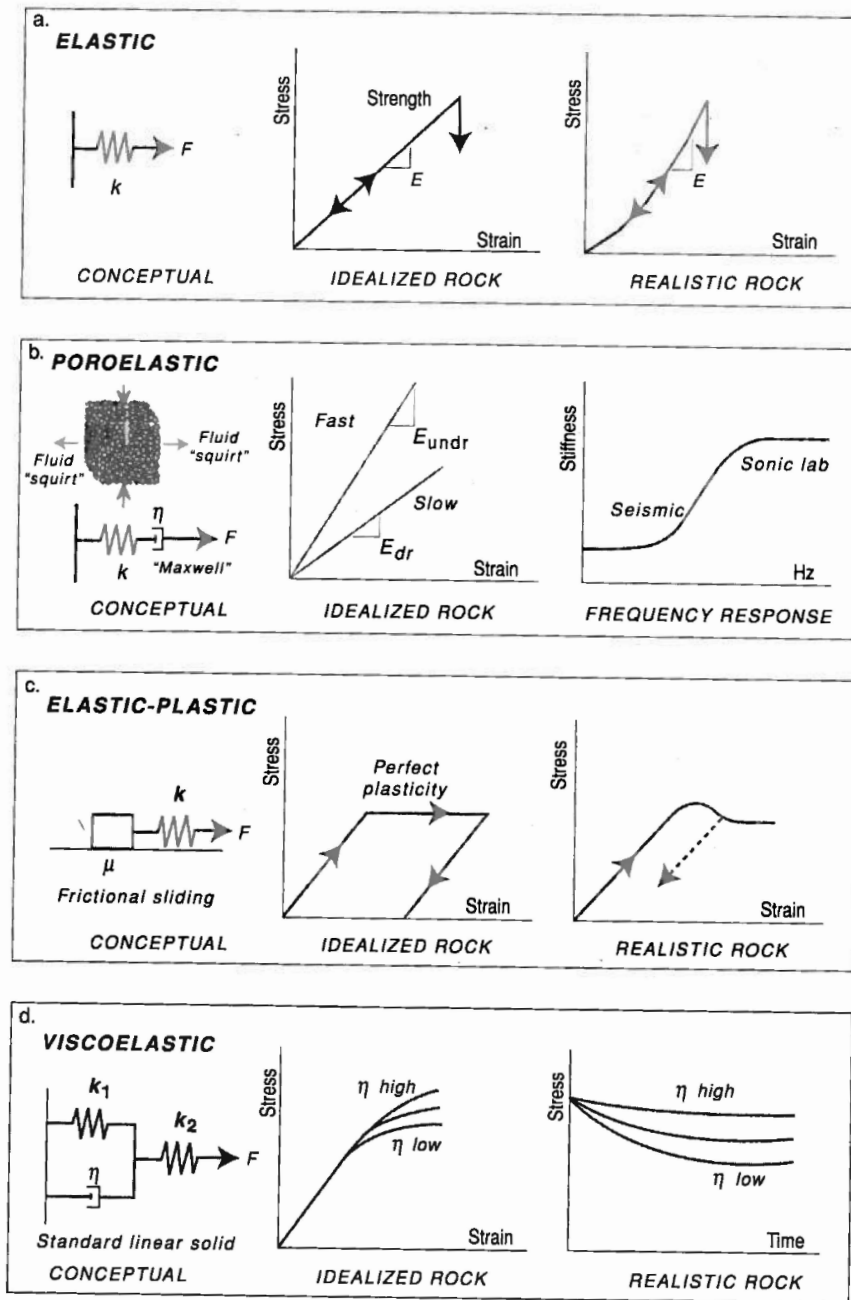 a.
ELASTIC
F
k
CONCEPTUAL
Stress
Strength
E
Strain
IDEALIZED ROCK
Stress
E
Strain
REALISTIC ROCK
b.
POROELASTIC
Fluid
"squirt"
Fluid
"squirt"
η
F
k
"Maxwell"
CONCEPTUAL
Stress
Fast
Eundr
Slow
Edr
Strain
IDEALIZED ROCK
Stiffness
Sonic lab
Seismic
Hz
FREQUENCY RESPONSE
c.
ELASTIC-PLASTIC
k
F
μ
Frictional sliding
CONCEPTUAL
Stress
Perfect
plasticity
Strain
IDEALIZED ROCK
Stress
Strain
REALISTIC ROCK
d.
VISCOELASTIC
k1
k2
F
η
Standard linear solid
CONCEPTUAL
Stress
η high
η low
Strain
IDEALIZED ROCK
Stress
η high
η low
Time
REALISTIC ROCK